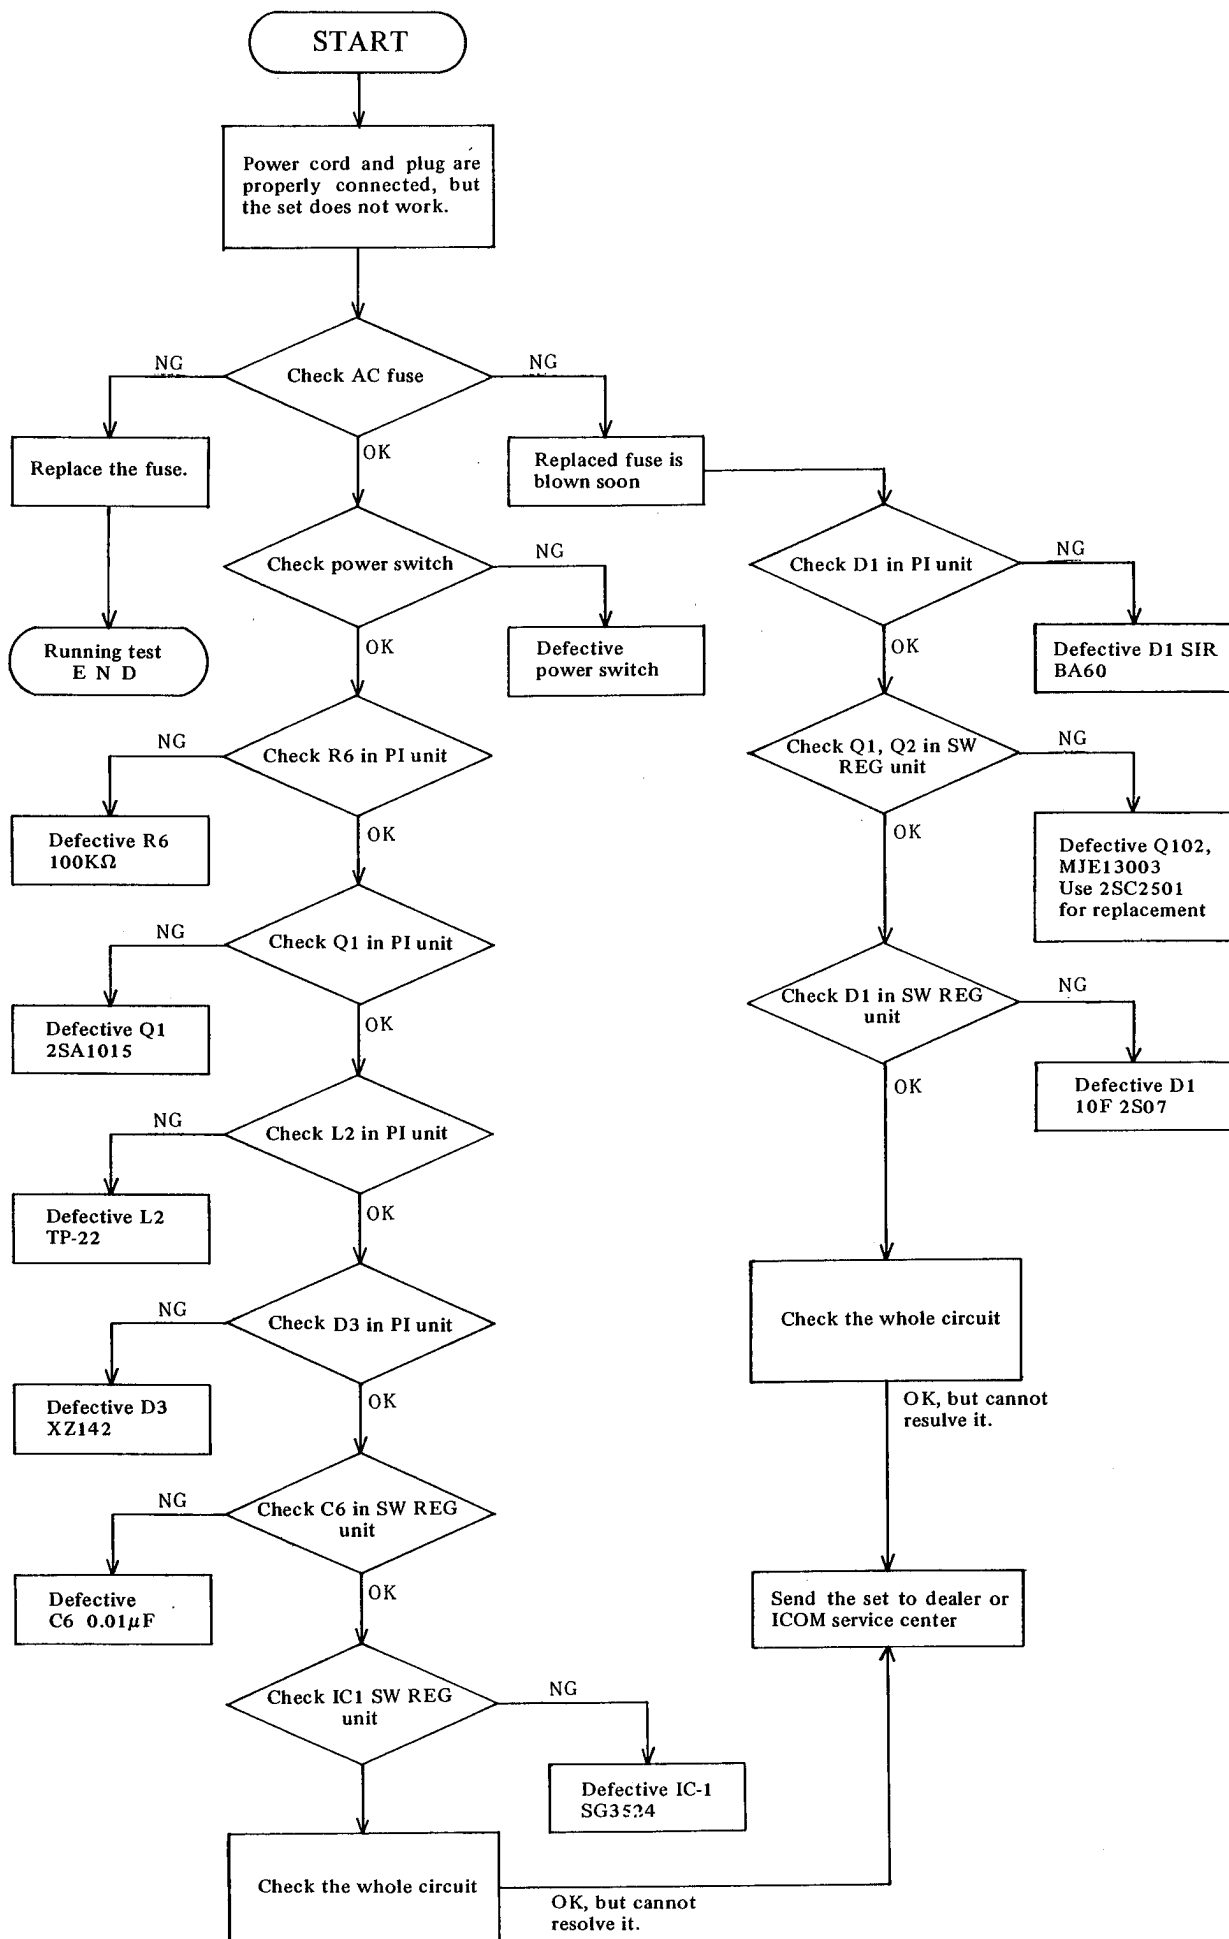 START
Power cord and plug are
properly connected, but
the set does not work.
NG
Check AC fuse
NG
OK
Replace the fuse.
Replaced fuse is
blown soon
Running test
E N D
Check power switch
NG
OK
Defective
power switch
Check D1 in PI unit
NG
OK
Defective D1 SIR
BA60
NG
Check R6 in PI unit
OK
Defective R6
100KΩ
Check Q1, Q2 in SW
REG unit
NG
OK
Defective Q102,
MJE13003
Use 2SC2501
for replacement
NG
Check Q1 in PI unit
OK
Defective Q1
2SA1015
Check D1 in SW REG
unit
NG
OK
Defective D1
10F 2S07
NG
Check L2 in PI unit
OK
Defective L2
TP-22
NG
Check D3 in PI unit
OK
Defective D3
XZ142
Check the whole circuit
OK, but cannot
resulve it.
NG
Check C6 in SW REG
unit
OK
Defective
C6 0.01μF
Send the set to dealer or
ICOM service center
Check IC1 SW REG
unit
NG
Defective IC-1
SG3524
Check the whole circuit
OK, but cannot
resolve it.